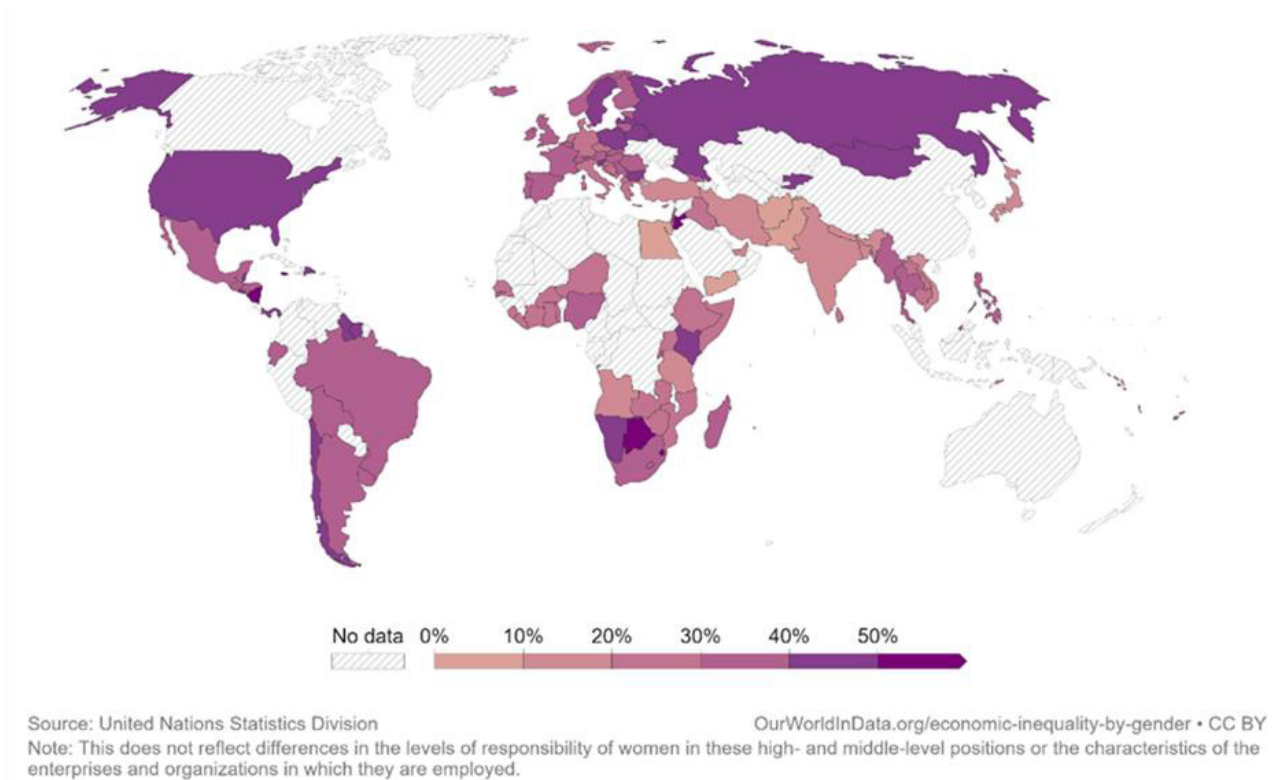 No data 0% 10% 20% 30% 40% 50%
Source: United Nations Statistics Division
OurWorldInData.org/economic-inequality-by-gender • CC BY
Note: This does not reflect differences in the levels of responsibility of women in these high- and middle-level positions or the characteristics of the
enterprises and organizations in which they are employed.